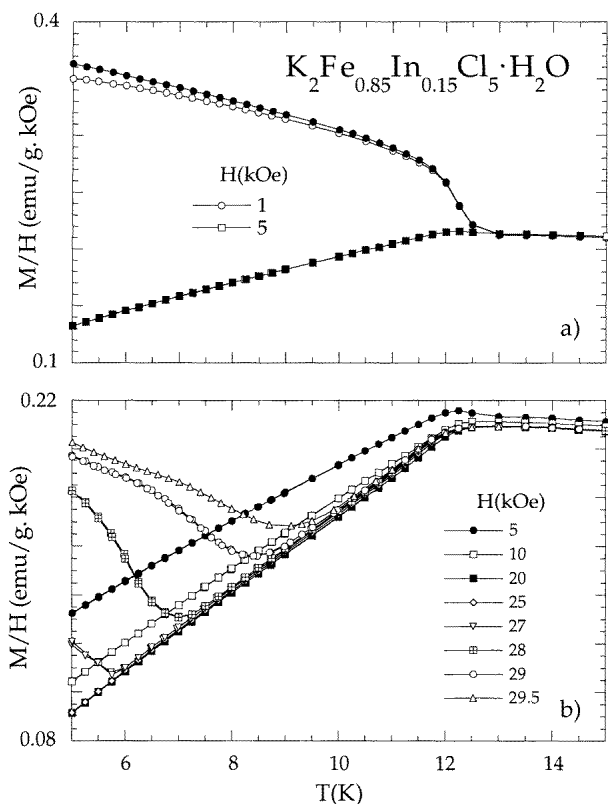 0.4
K₂Fe₀.₈₅In₀.₁₅Cl₅·H₂O
M/H (emu/g. kOe)
H(kOe)
1
5
a)
0.1
0.22
M/H (emu/g. kOe)
H(kOe)
5
10
20
25
27
28
29
29.5
b)
0.08
6 8 10 12 14
T(K)